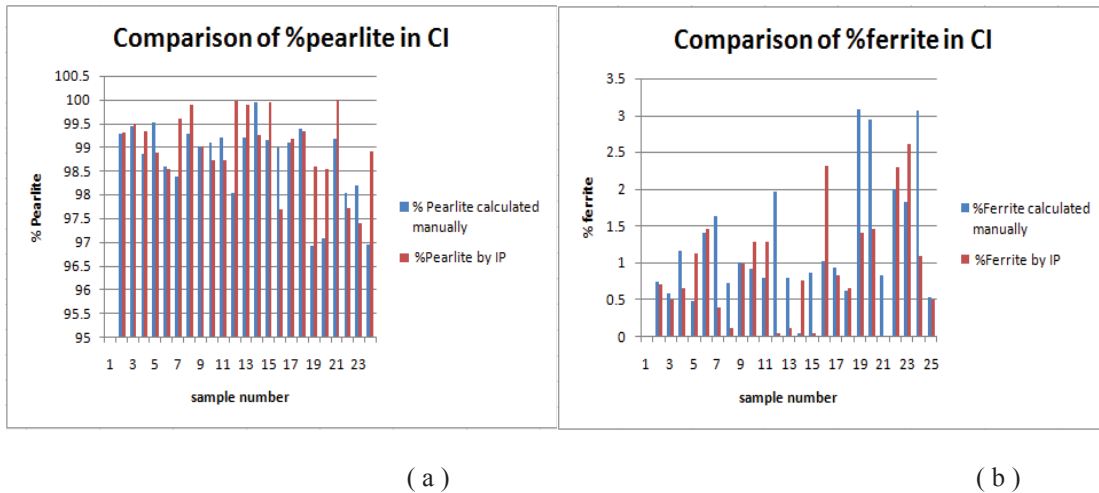 Comparison of %pearlite in CI
100.5
100
99.5
99
98.5
98
97.5
97
96.5
96
95.5
95
% Pearlite
1 3 5 7 9 11 13 15 17 19 21 23
sample number
% Pearlite calculated
manually
%Pearlite by IP
( a )
Comparison of %ferrite in CI
3.5
3
2.5
2
1.5
1
0.5
0
% ferrite
1 3 5 7 9 11 13 15 17 19 21 23 25
sample number
%Ferrite calculated
manually
%Ferrite by IP
( b )